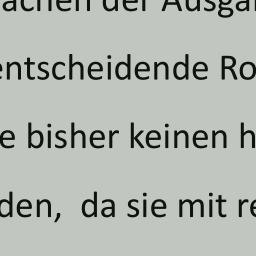 achen der Ausga
entscheidende Ro
e bisher keinen h
den, da sie mit re